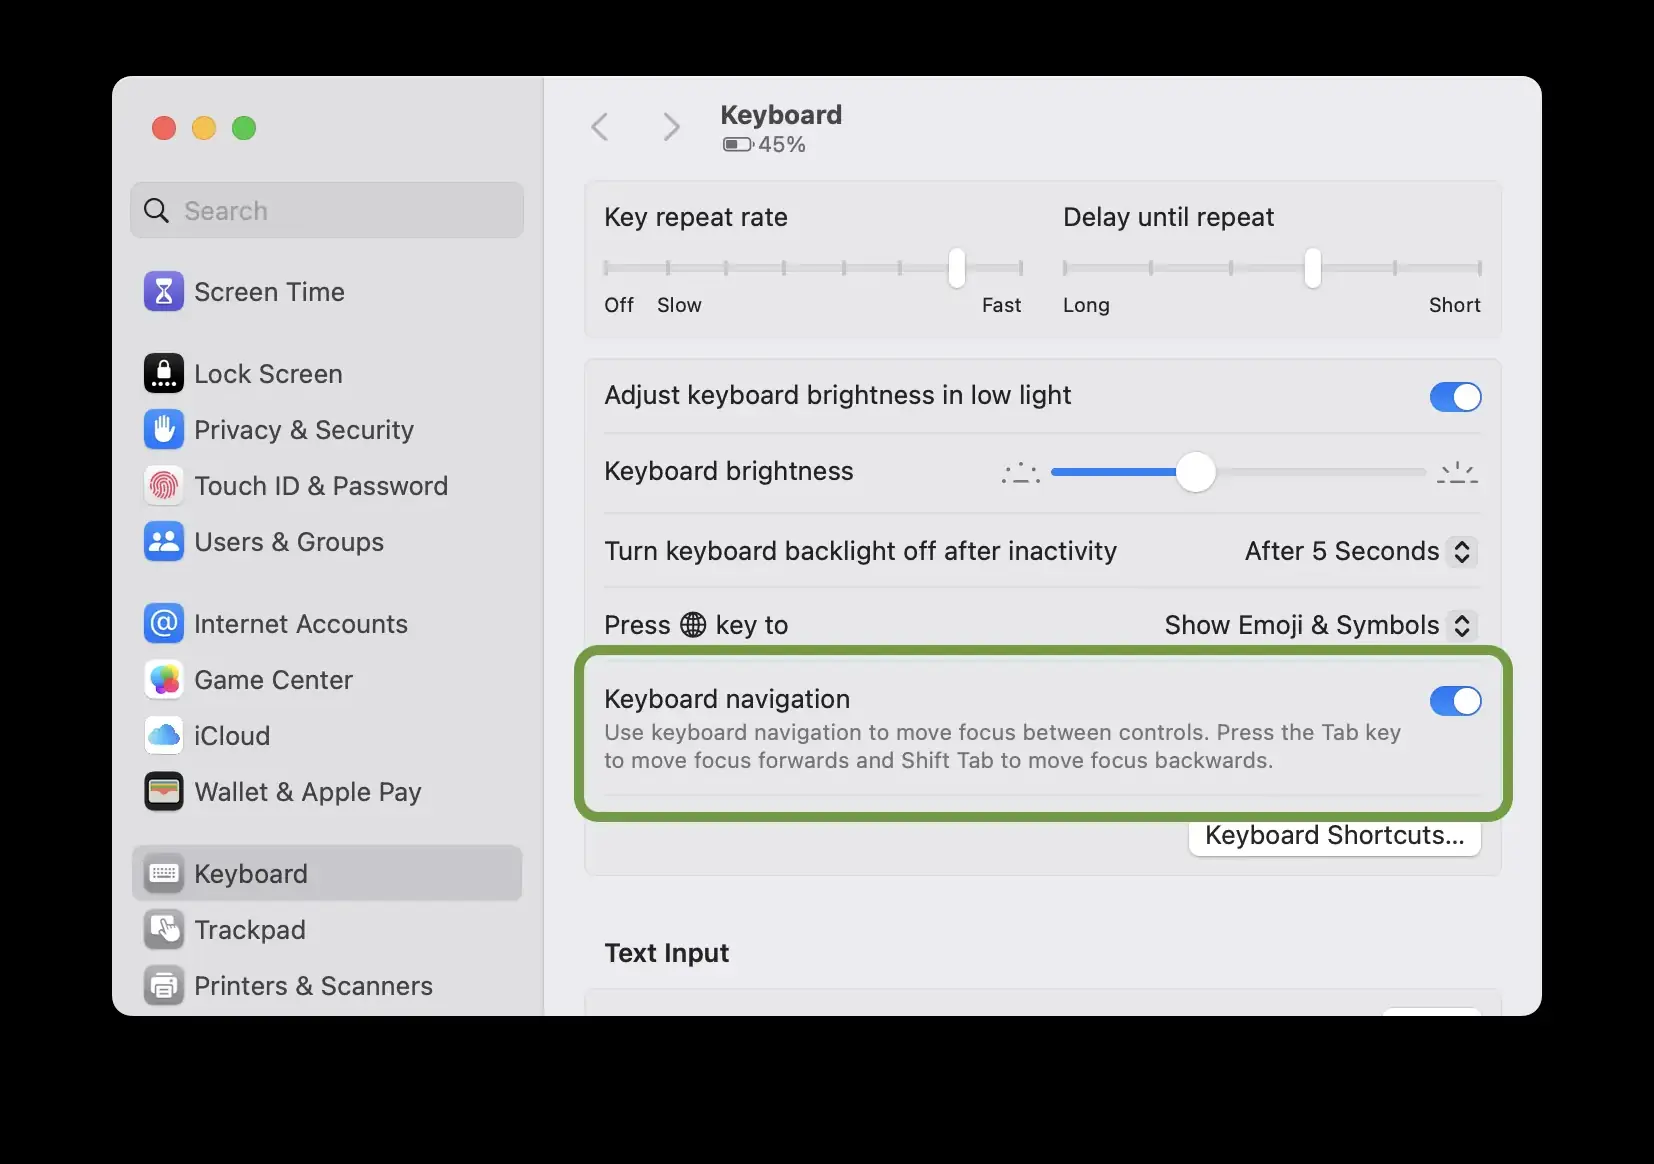 Search
Screen Time
Lock Screen
Privacy & Security
Touch ID & Password
Users & Groups
Internet Accounts
Game Center
iCloud
Wallet & Apple Pay
Keyboard
Trackpad
Printers & Scanners
Keyboard
45%
Key repeat rate
Off Slow Fast
Delay until repeat
Long Short
Adjust keyboard brightness in low light
Keyboard brightness
Turn keyboard backlight off after inactivity After 5 Seconds
Press key to Show Emoji & Symbols
Keyboard navigation
Use keyboard navigation to move focus between controls. Press the Tab key
to move focus forwards and Shift Tab to move focus backwards.
Keyboard Shortcuts...
Text Input